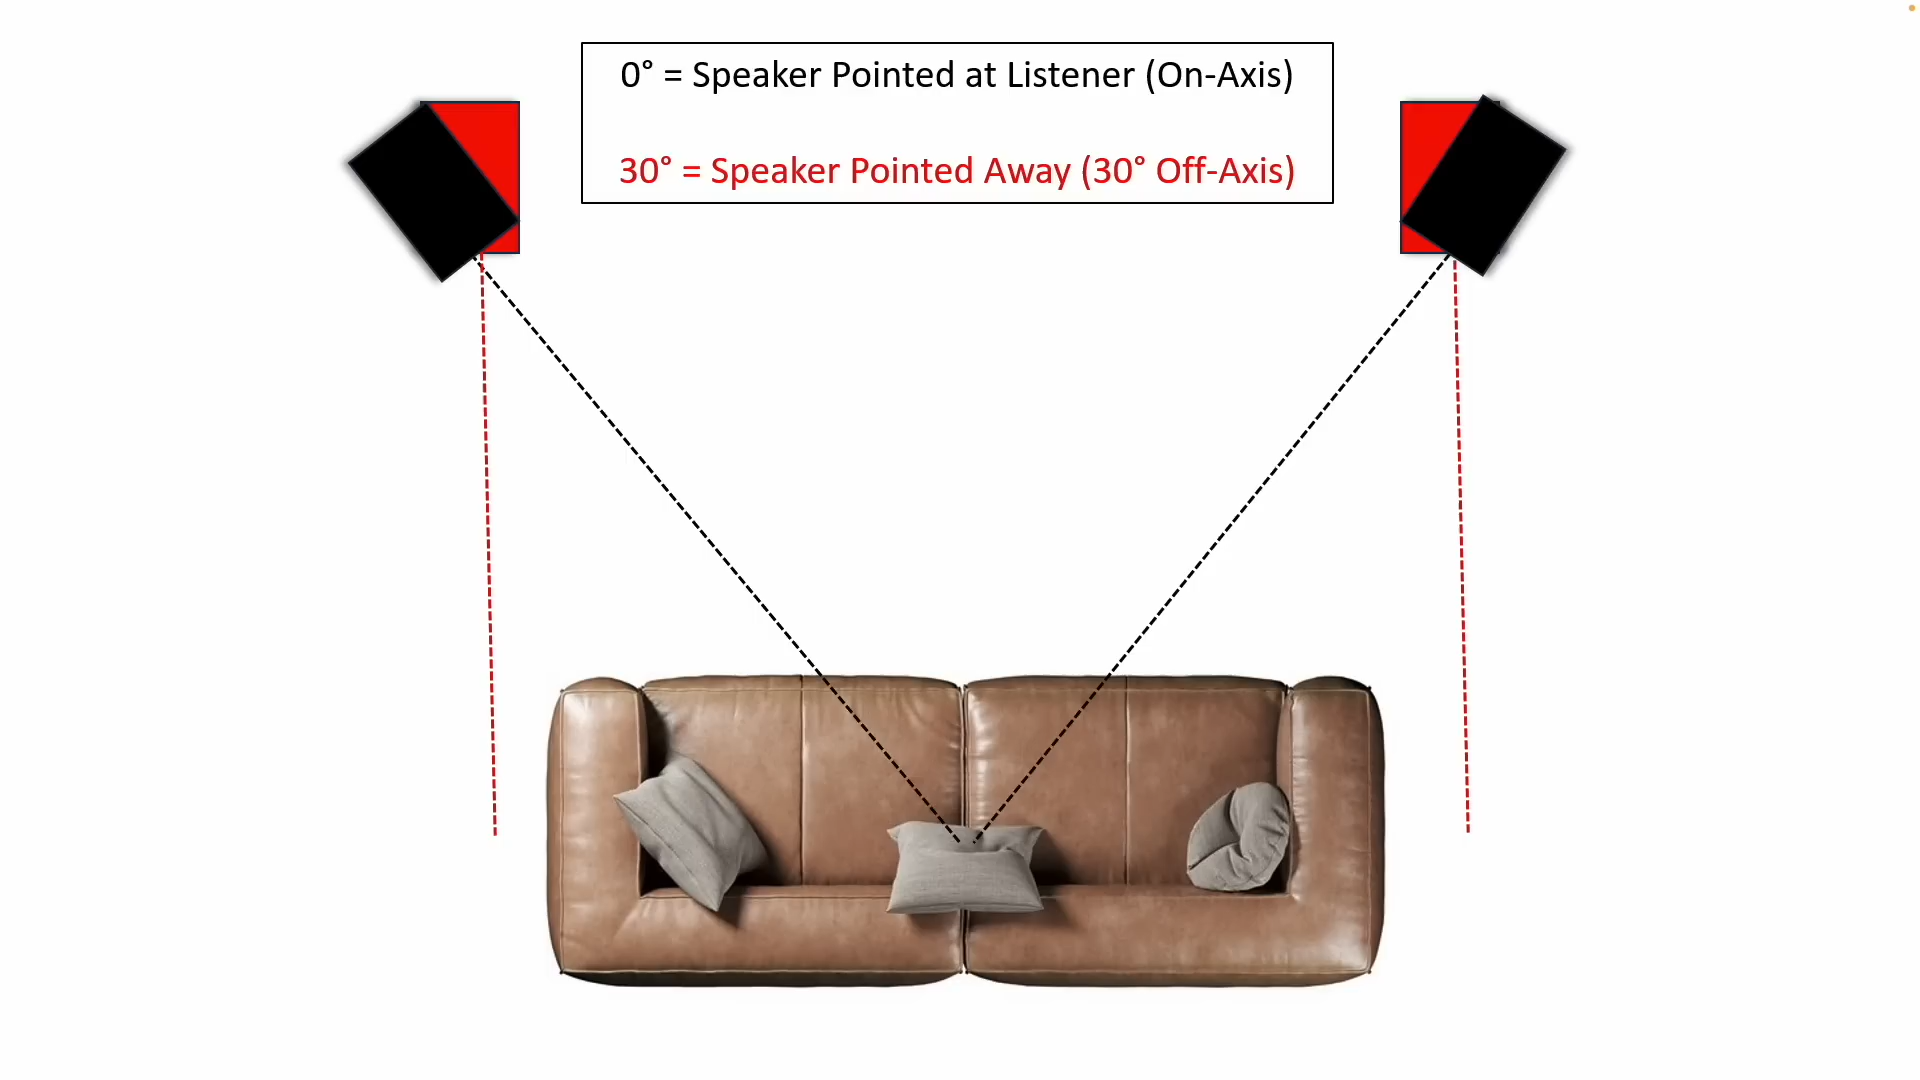 0° = Speaker Pointed at Listener (On-Axis)
30° = Speaker Pointed Away (30° Off-Axis)